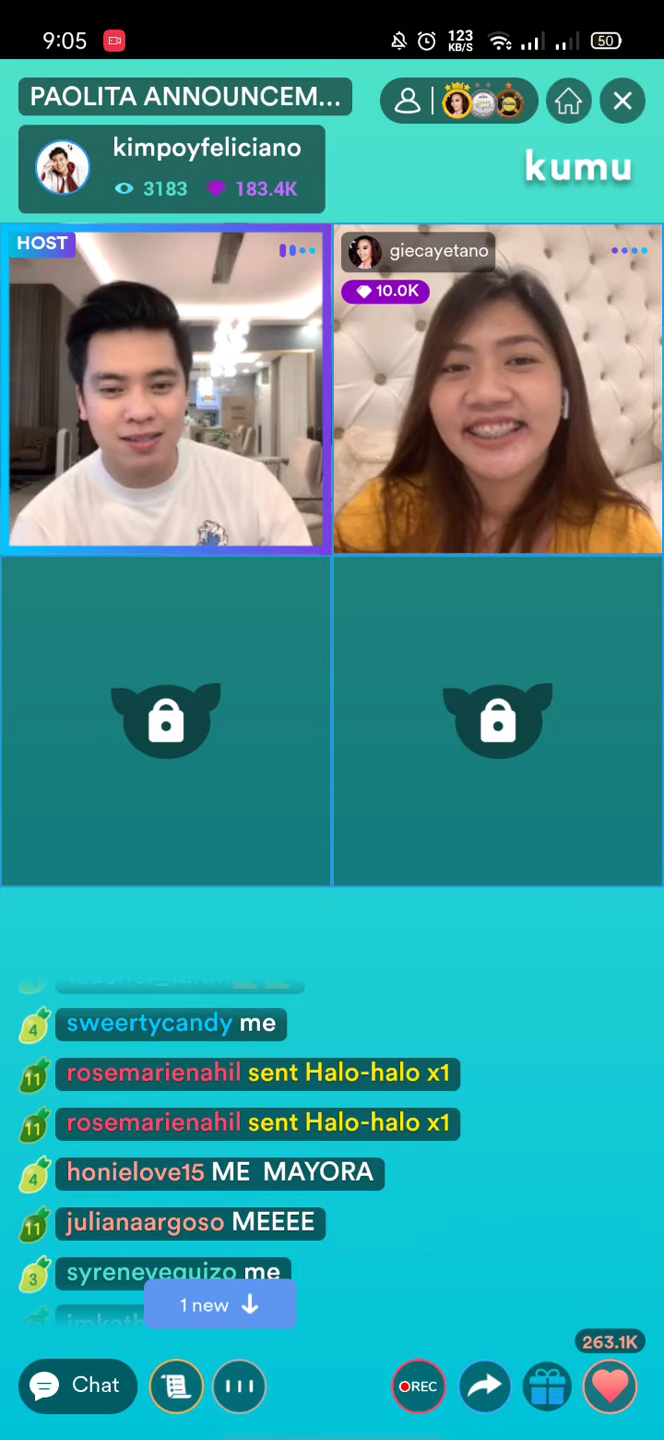 9:05
123
KB/S
50
PAOLITA ANNOUNCEM...
kimpoyfeliciano
3183 183.4K
kumu
HOST
giecayetano
10.0K
4 sweertycandy me
11 rosemarienahil sent Halo-halo x1
11 rosemarienahil sent Halo-halo x1
4 honielove15 ME MAYORA
11 julianaargoso MEEEE
3 syreneyeguizo me
1 new
263.1K
Chat
REC